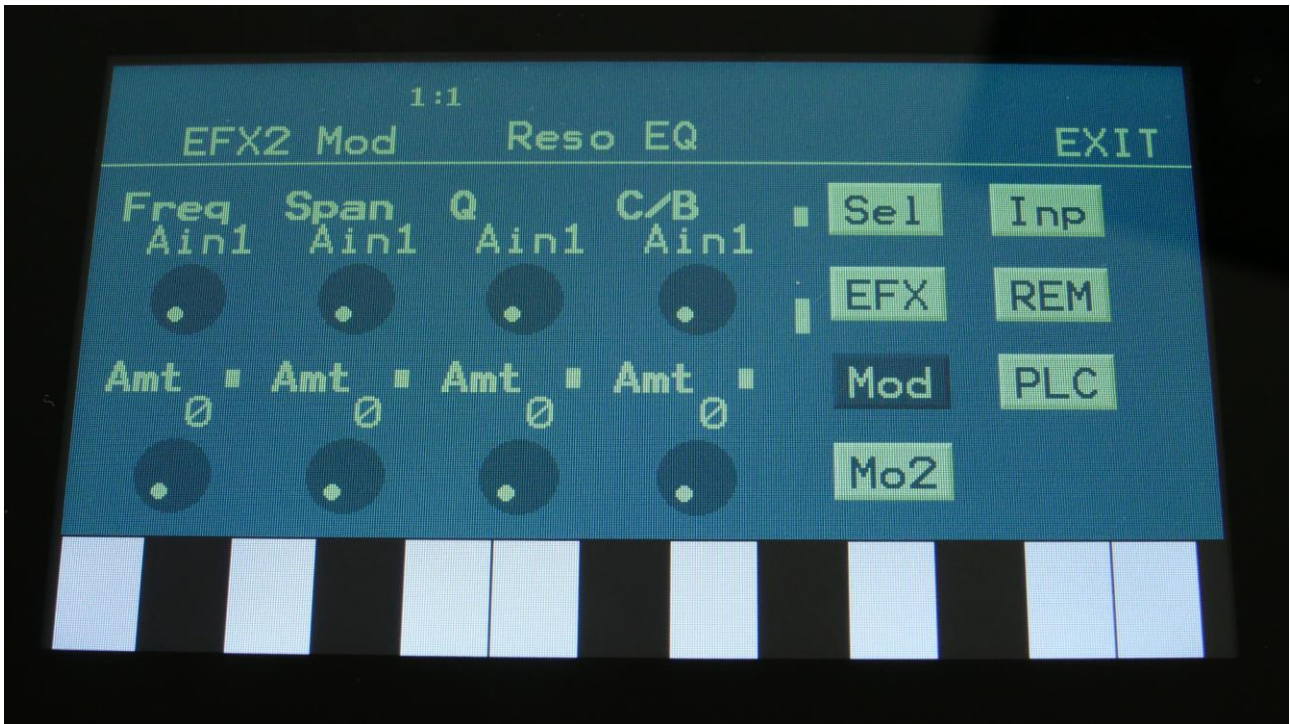 1:1
EFX2 Mod Reso EQ EXIT
Freq Span Q C/B Sel Inp
Ain1 Ain1 Ain1 Ain1
EFX REM
Amt Amt Amt Amt Mod PLC
0 0 0 0
Mo2